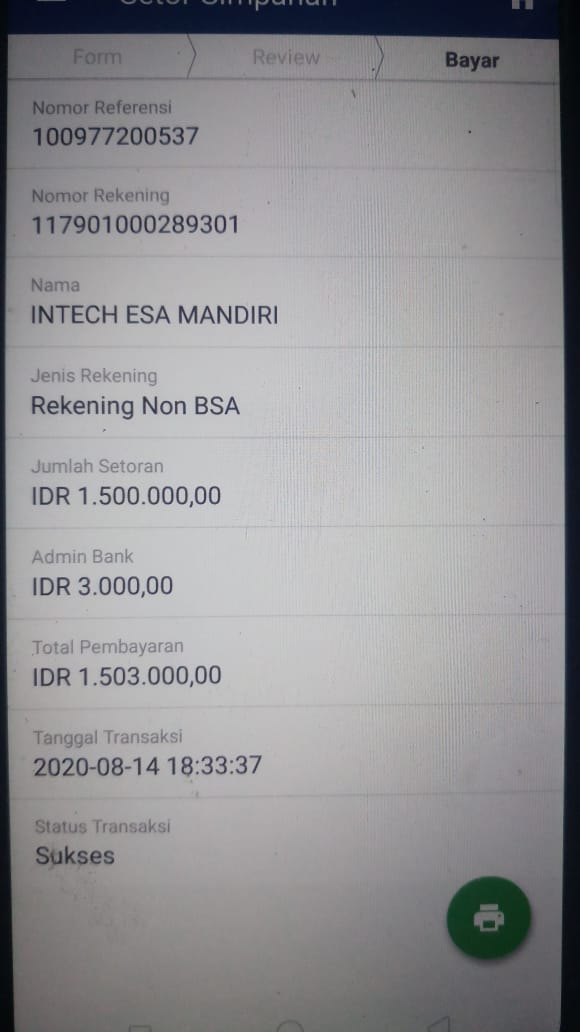 Setor Simpanan
Form
Review
Bayar
Nomor Referensi
100977200537
Nomor Rekening
117901000289301
Nama
INTECH ESA MANDIRI
Jenis Rekening
Rekening Non BSA
Jumlah Setoran
IDR 1.500.000,00
Admin Bank
IDR 3.000,00
Total Pembayaran
IDR 1.503.000,00
Tanggal Transaksi
2020-08-14 18:33:37
Status Transaksi
Sukses